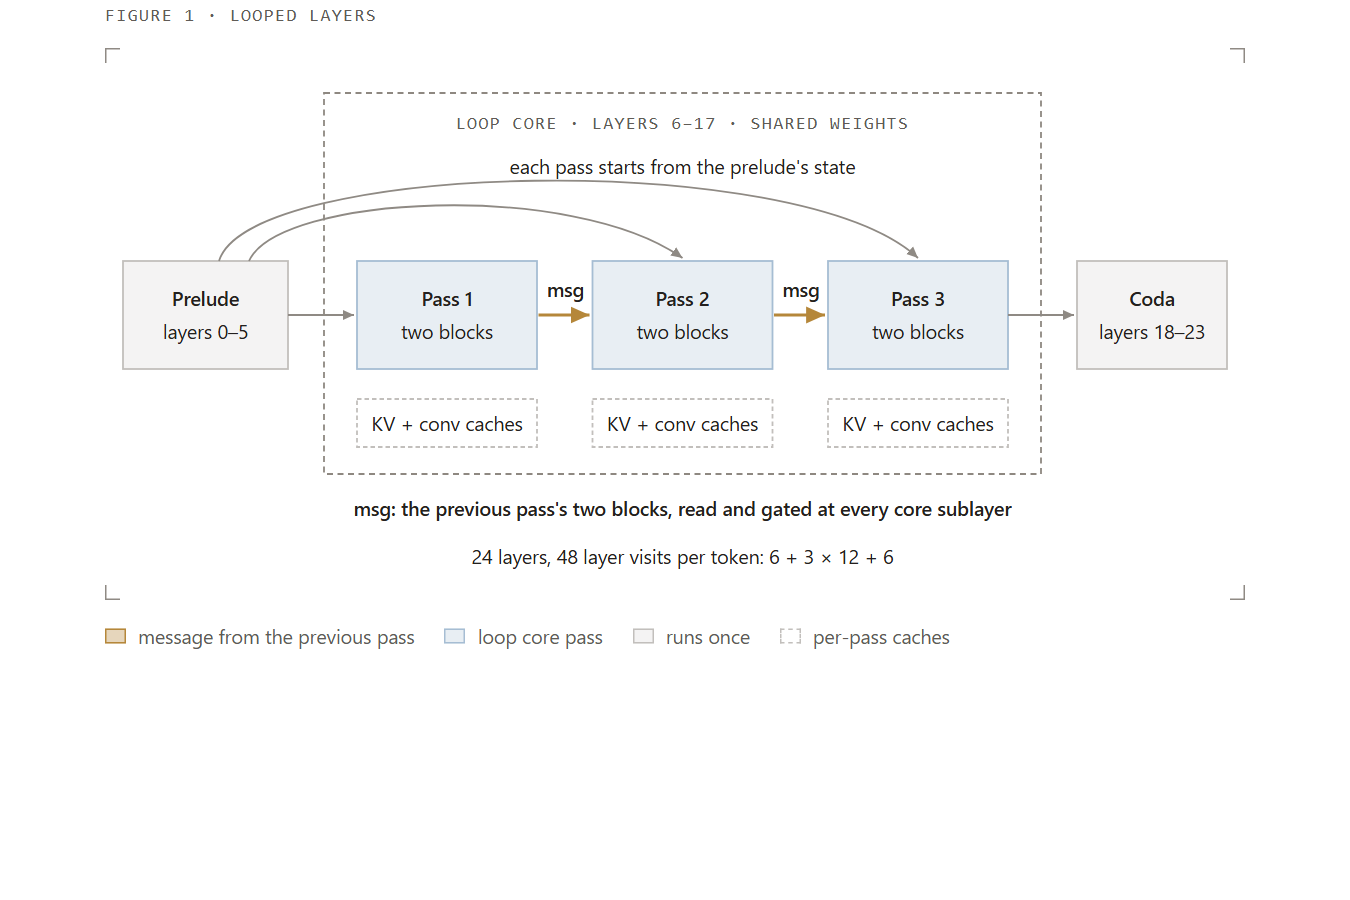 FIGURE 1 · LOOPED LAYERS
LOOP CORE · LAYERS 6–17 · SHARED WEIGHTS
each pass starts from the prelude's state
Prelude
layers 0–5
Pass 1
two blocks
msg
Pass 2
two blocks
msg
Pass 3
two blocks
Coda
layers 18–23
KV + conv caches
KV + conv caches
KV + conv caches
msg: the previous pass's two blocks, read and gated at every core sublayer
24 layers, 48 layer visits per token: 6 + 3 × 12 + 6
message from the previous pass
loop core pass
runs once
per-pass caches